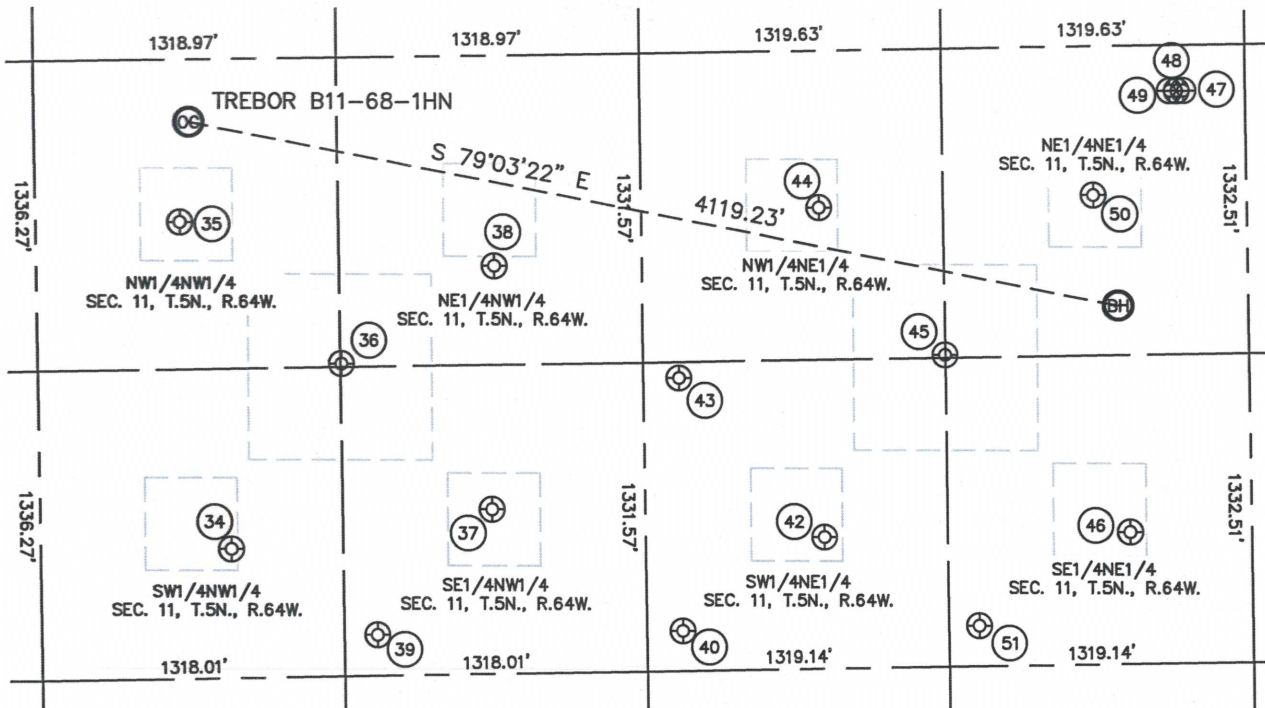 1318.97'
1318.97'
1319.63'
1319.63'
48
49
47
TREBOR B11-68-1HN
OG
S 79°03'22" E
4119.23'
NE1/4NE1/4
SEC. 11, T.5N., R.64W.
44
50
1336.27'
35
38
1331.57'
1332.51'
NW1/4NW1/4
SEC. 11, T.5N., R.64W.
NE1/4NW1/4
SEC. 11, T.5N., R.64W.
NW1/4NE1/4
SEC. 11, T.5N., R.64W.
BH
36
45
43
1336.27'
34
37
1331.57'
42
46
1332.51'
SW1/4NW1/4
SEC. 11, T.5N., R.64W.
SE1/4NW1/4
SEC. 11, T.5N., R.64W.
SW1/4NE1/4
SEC. 11, T.5N., R.64W.
SE1/4NE1/4
SEC. 11, T.5N., R.64W.
39
40
51
1318.01'
1318.01'
1319.14'
1319.14'